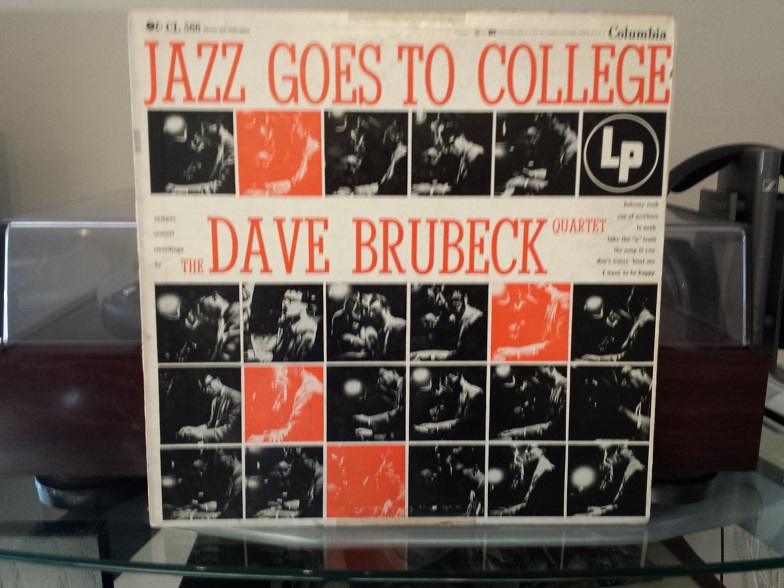 CL 566
Columbia
JAZZ GOES TO COLLEGE
LP
campus
concert
recordings
by
THE DAVE BRUBECK QUARTET
balcony rock
out of nowhere
le souk
take the "a" train
the song is you
don't worry 'bout me
I want to be happy